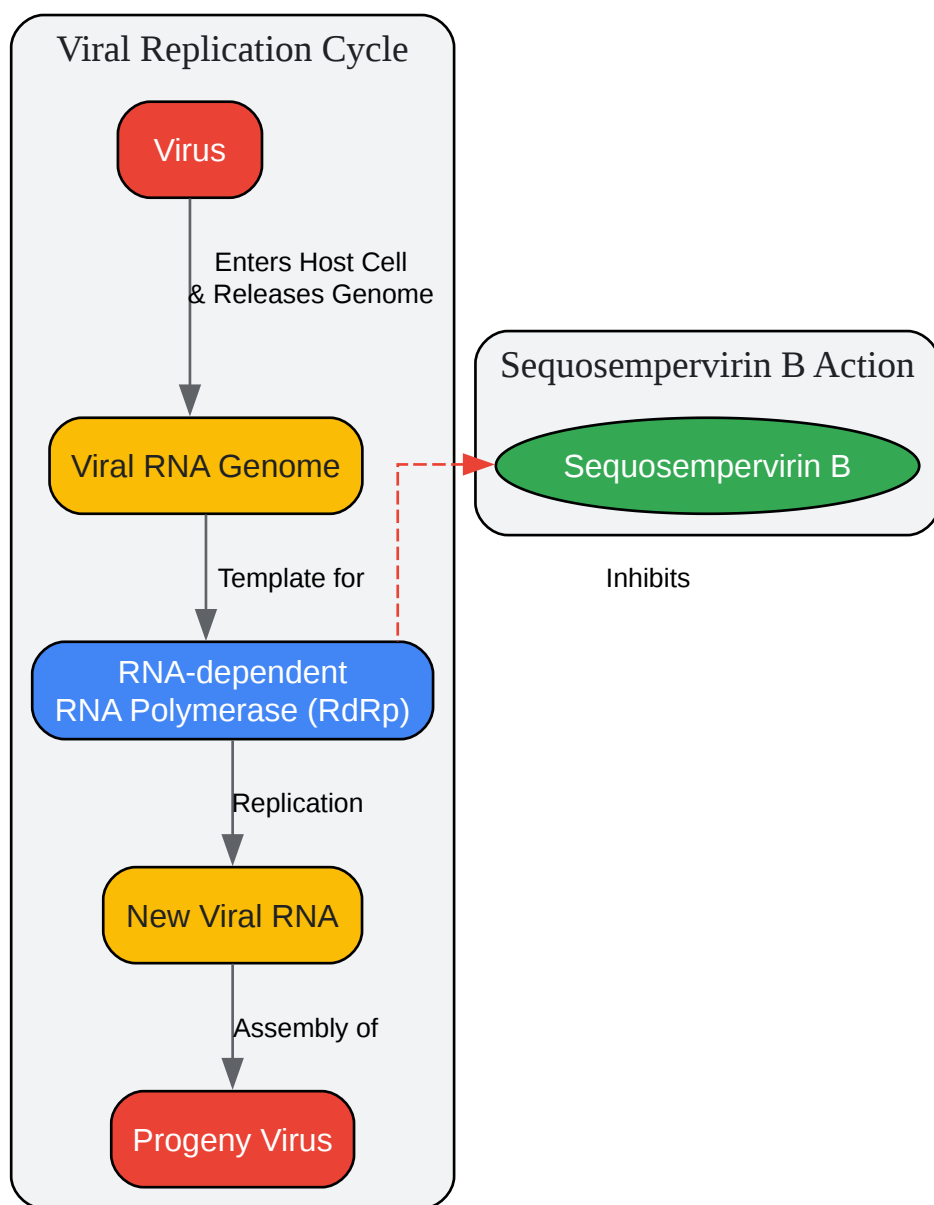 Viral Replication Cycle
Virus
Enters Host Cell
& Releases Genome
Sequosempervirin B Action
Viral RNA Genome
Sequosempervirin B
Template for
Inhibits
RNA-dependent
RNA Polymerase (RdRp)
Replication
New Viral RNA
Assembly of
Progeny Virus